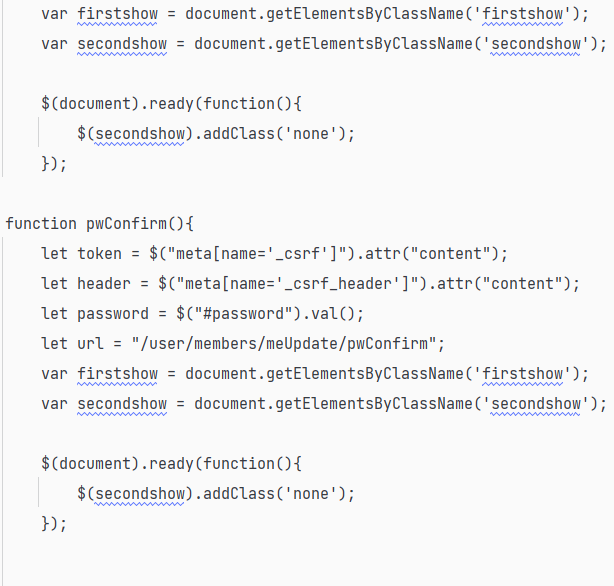 var firstshow = document.getElementsByClassName('firstshow');
var secondshow = document.getElementsByClassName('secondshow');
$(document).ready(function(){
$(secondshow).addClass('none');
});
function pwConfirm(){
let token = $("meta[name='_csrf']").attr("content");
let header = $("meta[name='_csrf_header']").attr("content");
let password = $("#password").val();
let url = "/user/members/meUpdate/pwConfirm";
var firstshow = document.getElementsByClassName('firstshow');
var secondshow = document.getElementsByClassName('secondshow');
$(document).ready(function(){
$(secondshow).addClass('none');
});